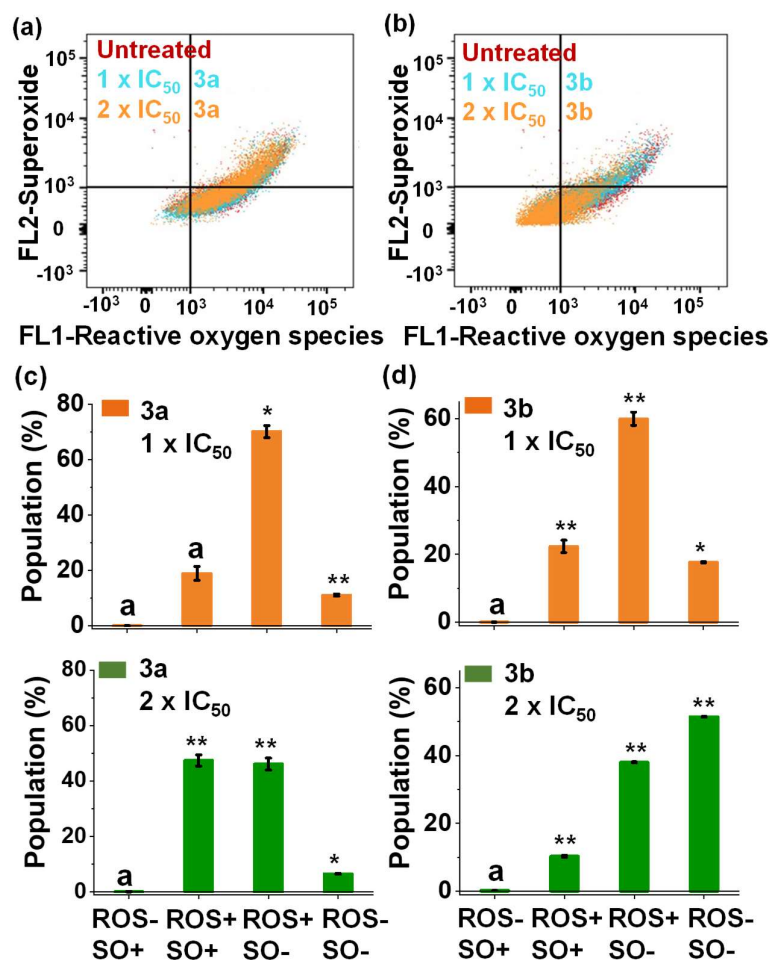 (a)
Untreated
1 x IC50 3a
2 x IC50 3a
FL2-Superoxide
10^5
10^4
10^3
0
-10^3
-10^3 0 10^3 10^4 10^5
FL1-Reactive oxygen species
(b)
Untreated
1 x IC50 3b
2 x IC50 3b
FL2-Superoxide
10^5
10^4
10^3
0
-10^3
-10^3 0 10^3 10^4 10^5
FL1-Reactive oxygen species
(c)
3a
1 x IC50
Population (%)
80
60
40
20
0
a a * **
(d)
3b
1 x IC50
Population (%)
60
40
20
0
a ** ** *
3a
2 x IC50
Population (%)
80
60
40
20
0
a ** ** *
ROS- ROS+ ROS+ ROS-
SO+ SO+ SO- SO-
3b
2 x IC50
Population (%)
60
40
20
0
a ** ** **
ROS- ROS+ ROS+ ROS-
SO+ SO+ SO- SO-